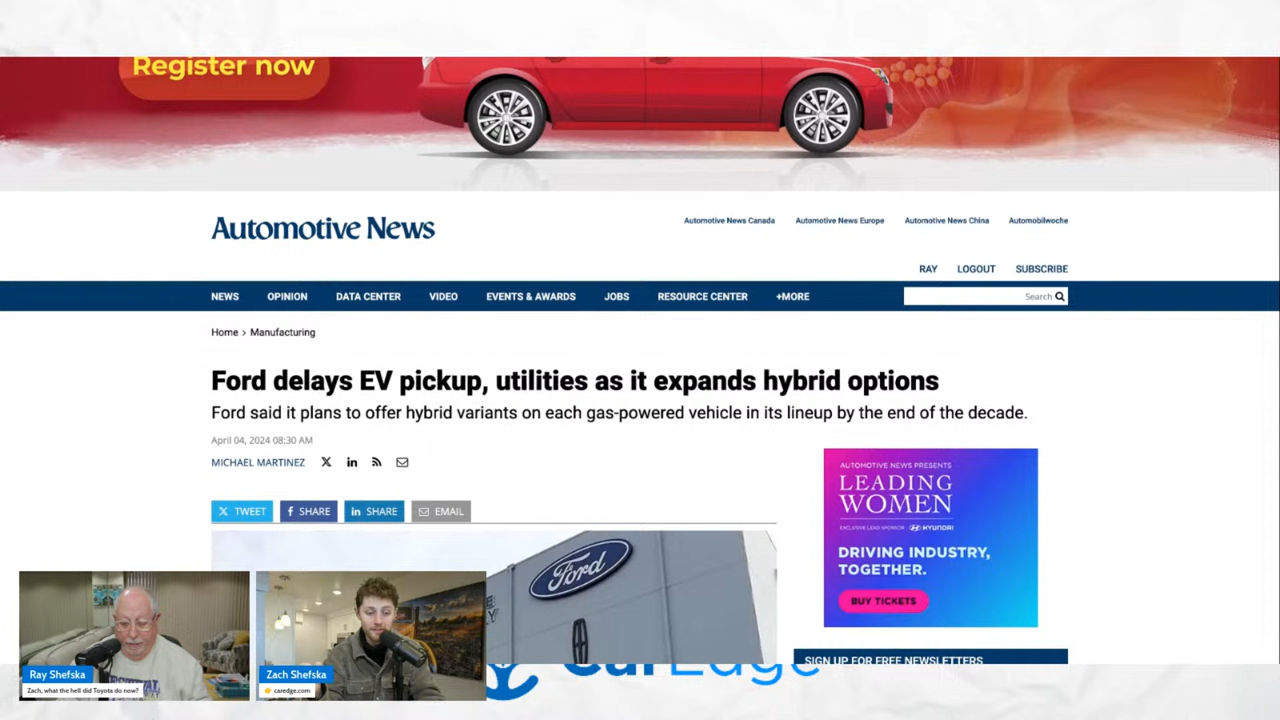 Register now
Automotive News
Automotive News Canada
Automotive News Europe
Automotive News China
Automobilwoche
RAY
LOGOUT
SUBSCRIBE
NEWS
OPINION
DATA CENTER
VIDEO
EVENTS & AWARDS
JOBS
RESOURCE CENTER
+MORE
Search
Home > Manufacturing
Ford delays EV pickup, utilities as it expands hybrid options
Ford said it plans to offer hybrid variants on each gas-powered vehicle in its lineup by the end of the decade.
April 04, 2024 08:30 AM
MICHAEL MARTINEZ
TWEET
SHARE
SHARE
EMAIL
AUTOMOTIVE NEWS PRESENTS
LEADING
WOMEN
EXCLUSIVE LEAD SPONSOR HYUNDAI
DRIVING INDUSTRY,
TOGETHER.
BUY TICKETS
Ford
SIGN UP FOR FREE NEWSLETTERS
CarEdge
Ray Shefska
Zach, what the hell did Toyota do now?
Zach Shefska
caredge.com